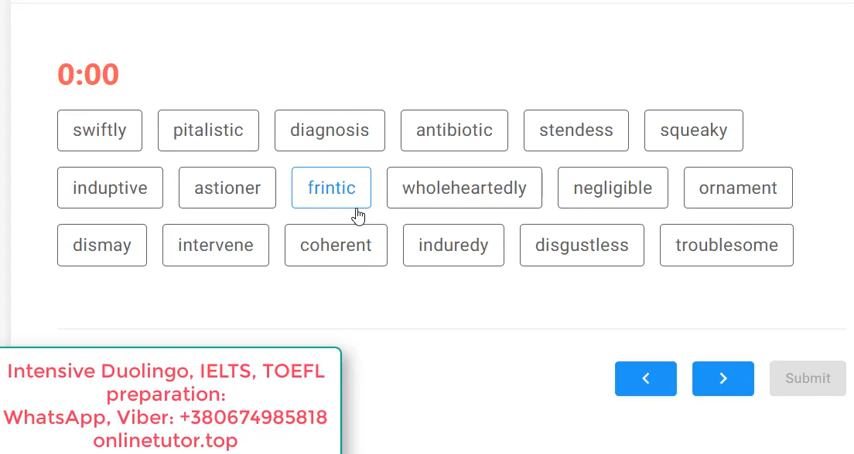 0:00
swiftly pitalistic diagnosis antibiotic stendess squeaky
induptive astioner frintic wholeheartedly negligible ornament
dismay intervene coherent induredy disgustless troublesome
Submit
Intensive Duolingo, IELTS, TOEFL
preparation:
WhatsApp, Viber: +380674985818
onlinetutor.top